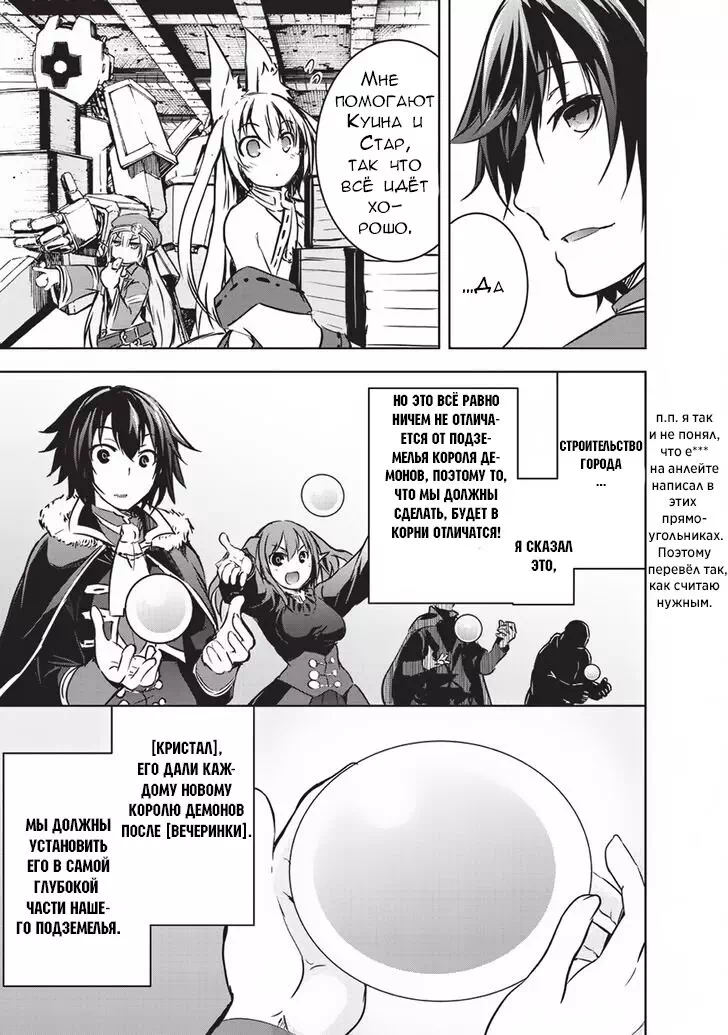 ...Да
Мне
помогают
Куина и
Стар,
так что
всё идёт
хо-
рошо.
СТРОИТЕЛЬСТВО
ГОРОДА
...
Я СКАЗАЛ
ЭТО,
НО ЭТО ВСЁ РАВНО
НИЧЕМ НЕ ОТЛИЧА-
ЕТСЯ ОТ ПОДЗЕ-
МЕЛЬЯ КОРОЛЯ ДЕ-
МОНОВ, ПОЭТОМУ ТО,
ЧТО МЫ ДОЛЖНЫ
СДЕЛАТЬ, БУДЕТ В
КОРНИ ОТЛИЧАТСЯ!
п.п. я так
и не понял,
что е***
на анлейте
написал в
этих
прямо-
угольниках.
Поэтому
перевёл так,
как считаю
нужным.
[КРИСТАЛ],
ЕГО ДАЛИ КАЖ-
ДОМУ НОВОМУ
КОРОЛЮ ДЕМОНОВ
ПОСЛЕ [ВЕЧЕРИНКИ].
МЫ ДОЛЖНЫ
УСТАНОВИТЬ
ЕГО В САМОЙ
ГЛУБОКОЙ
ЧАСТИ НАШЕ-
ГО ПОДЗЕМЕЛЬЯ.